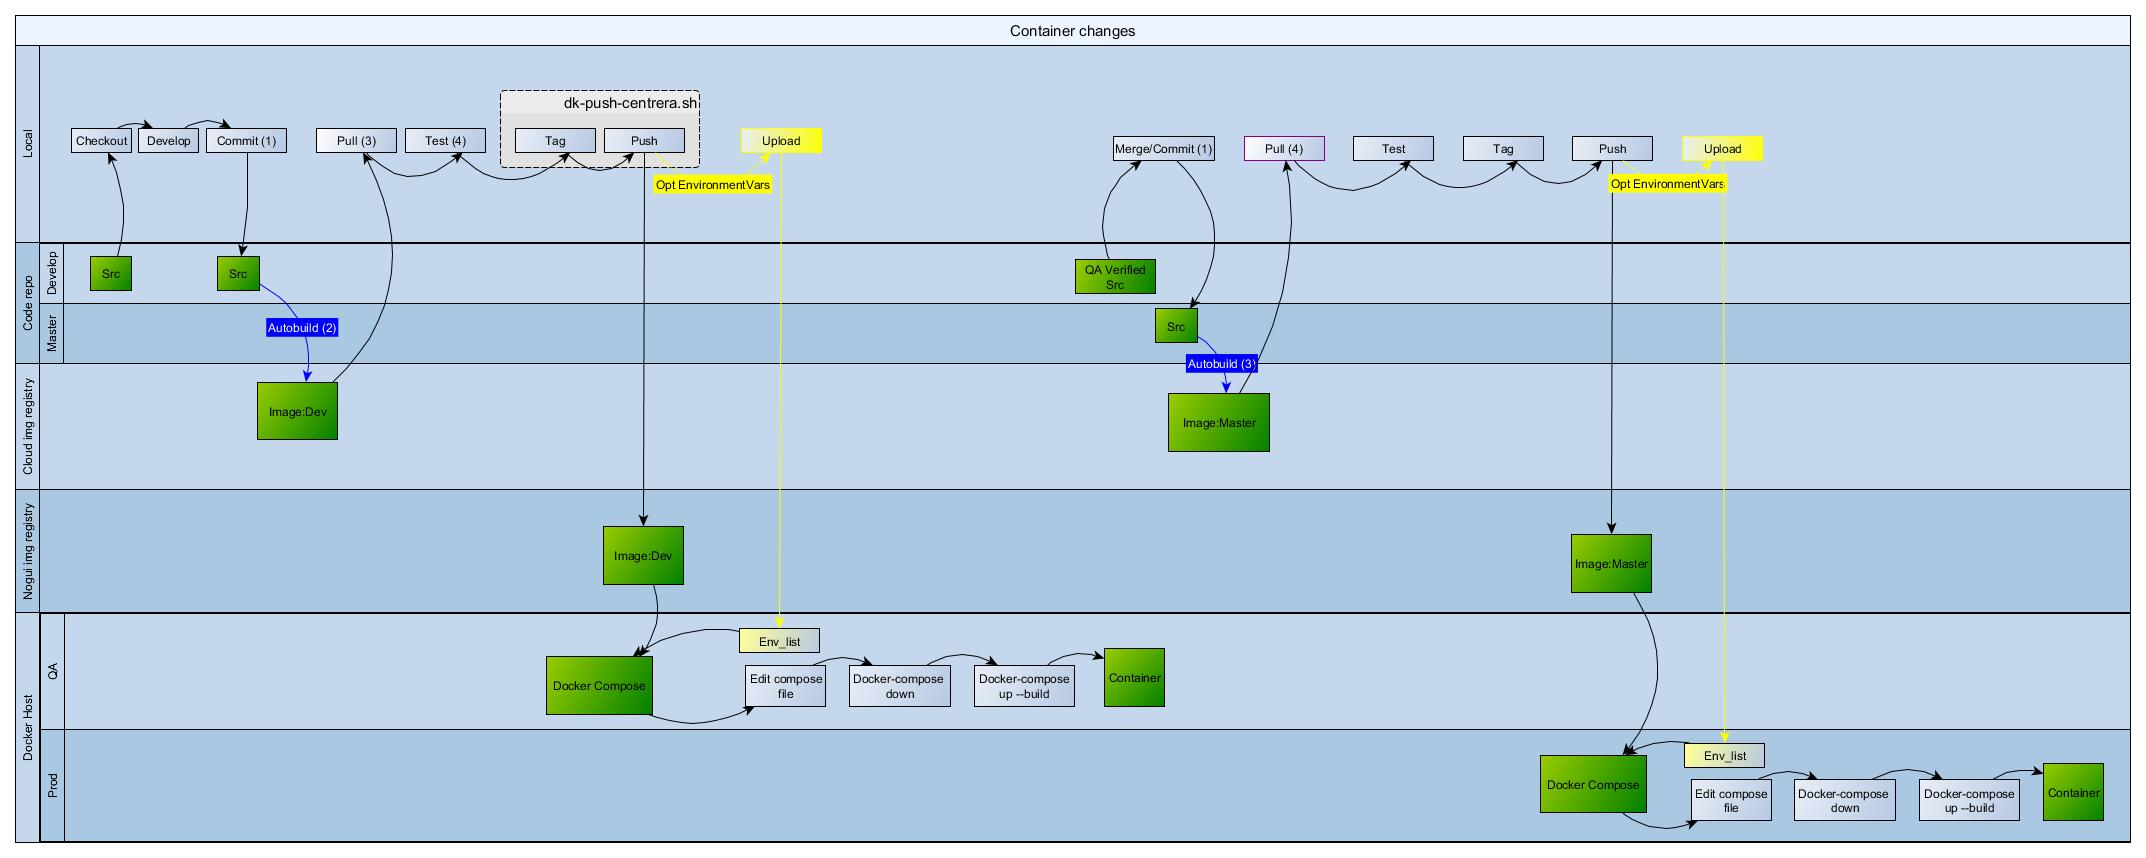 Container changes
Local
dk-push-centrera.sh
Checkout
Develop
Commit (1)
Pull (3)
Test (4)
Tag
Push
Upload
Opt EnvironmentVars
Merge/Commit (1)
Pull (4)
Test
Tag
Push
Upload
Opt EnvironmentVars
Code repo
Develop
Src
Src
QA Verified
Src
Master
Autobuild (2)
Src
Autobuild (3)
Cloud img registry
Image:Dev
Image:Master
Nogui img registry
Image:Dev
Image:Master
Docker Host
QA
Env_list
Docker Compose
Edit compose
file
Docker-compose
down
Docker-compose
up --build
Container
Prod
Env_list
Docker Compose
Edit compose
file
Docker-compose
down
Docker-compose
up --build
Container